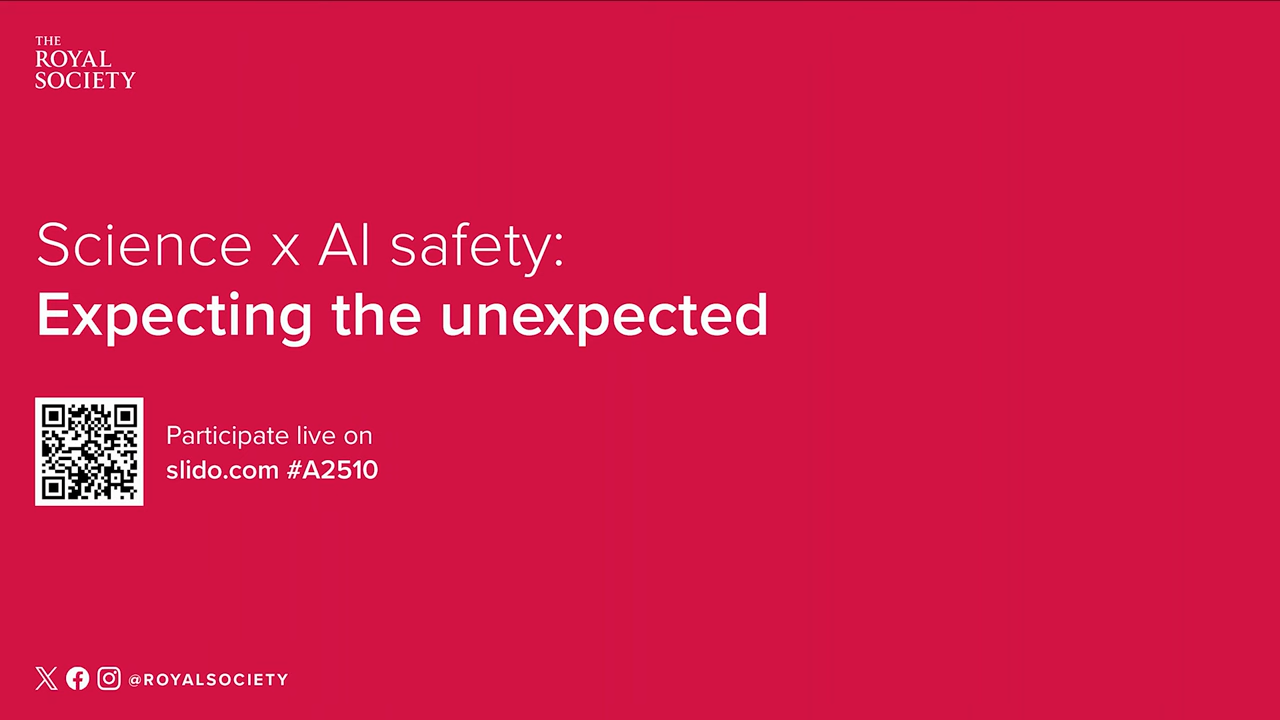 THE
ROYAL
SOCIETY
Science x AI safety:
Expecting the unexpected
Participate live on
slido.com #A2510
@ROYALSOCIETY